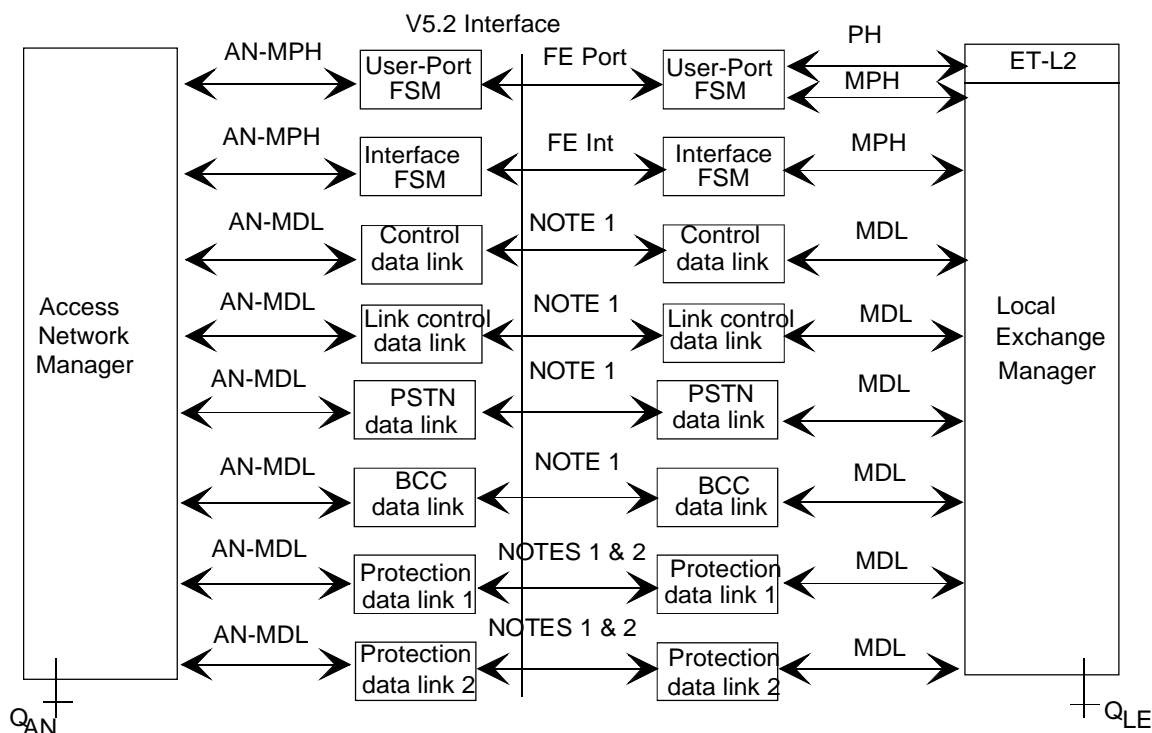 V5.2 Interface
AN-MPH
User-Port
FSM
FE Port
User-Port
FSM
PH
MPH
ET-L2
AN-MPH
Interface
FSM
FE Int
Interface
FSM
MPH
AN-MDL
Control
data link
NOTE 1
Control
data link
MDL
Access
Network
Manager
AN-MDL
Link control
data link
NOTE 1
Link control
data link
MDL
Local
Exchange
Manager
AN-MDL
PSTN
data link
NOTE 1
PSTN
data link
MDL
AN-MDL
BCC
data link
NOTE 1
BCC
data link
MDL
AN-MDL
Protection
data link 1
NOTES 1 & 2
Protection
data link 1
MDL
AN-MDL
Protection
data link 2
NOTES 1 & 2
Protection
data link 2
MDL
QAN
QLE